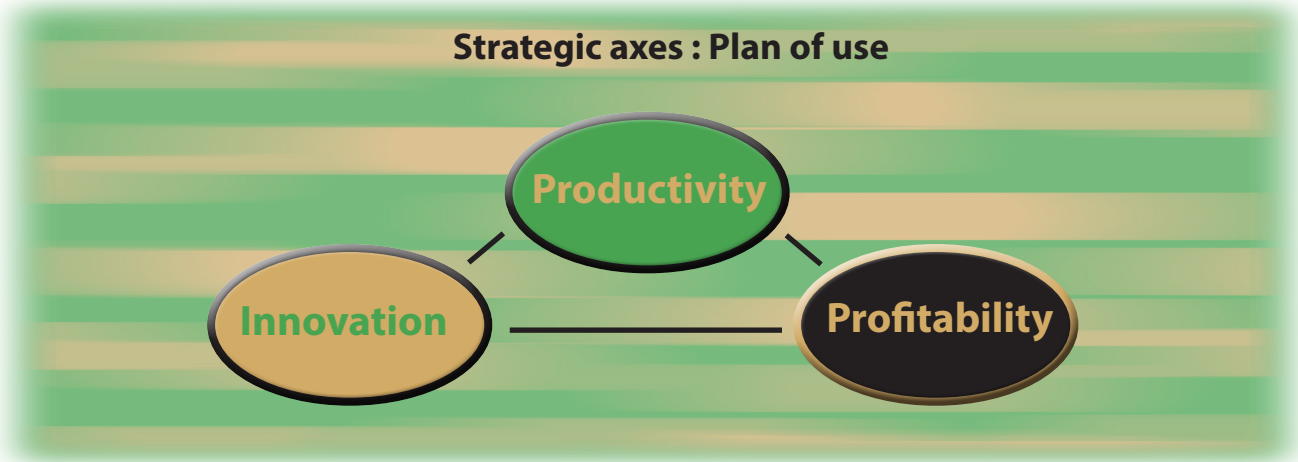 Strategic axes : Plan of use
Productivity
Innovation
Profitability